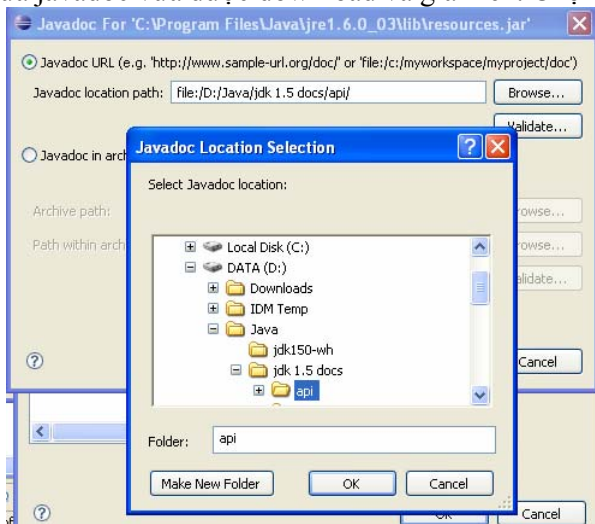 Javadoc For 'C:\Program Files\Java\jre1.6.0_03\lib\resources.jar'
Javadoc URL (e.g. 'http://www.sample-url.org/doc/' or 'file:/c:/myworkspace/myproject/doc')
Javadoc location path: file:/D:/Java/jdk 1.5 docs/api/ Browse...
Validate...
Javadoc in arch
Javadoc Location Selection
Select Javadoc location:
Archive path:
Path within arch
rowse...
rowse...
alidate...
Local Disk (C:)
DATA (D:)
Downloads
IDM Temp
Java
jdk150-wh
jdk 1.5 docs
api
Cancel
Folder: api
Make New Folder OK Cancel
Cancel